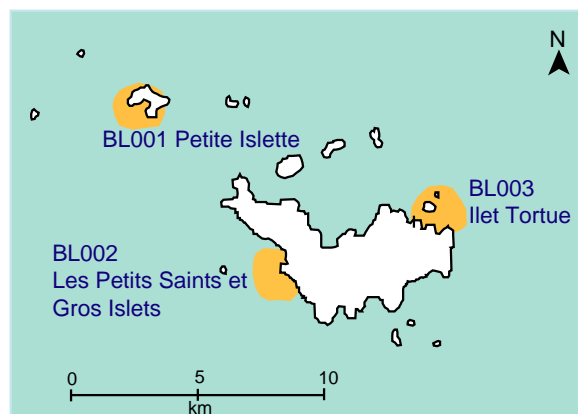 N
BL001 Petite Islette
BL003
Ilet Tortue
BL002
Les Petits Saints et
Gros Islets
0 5 10
km